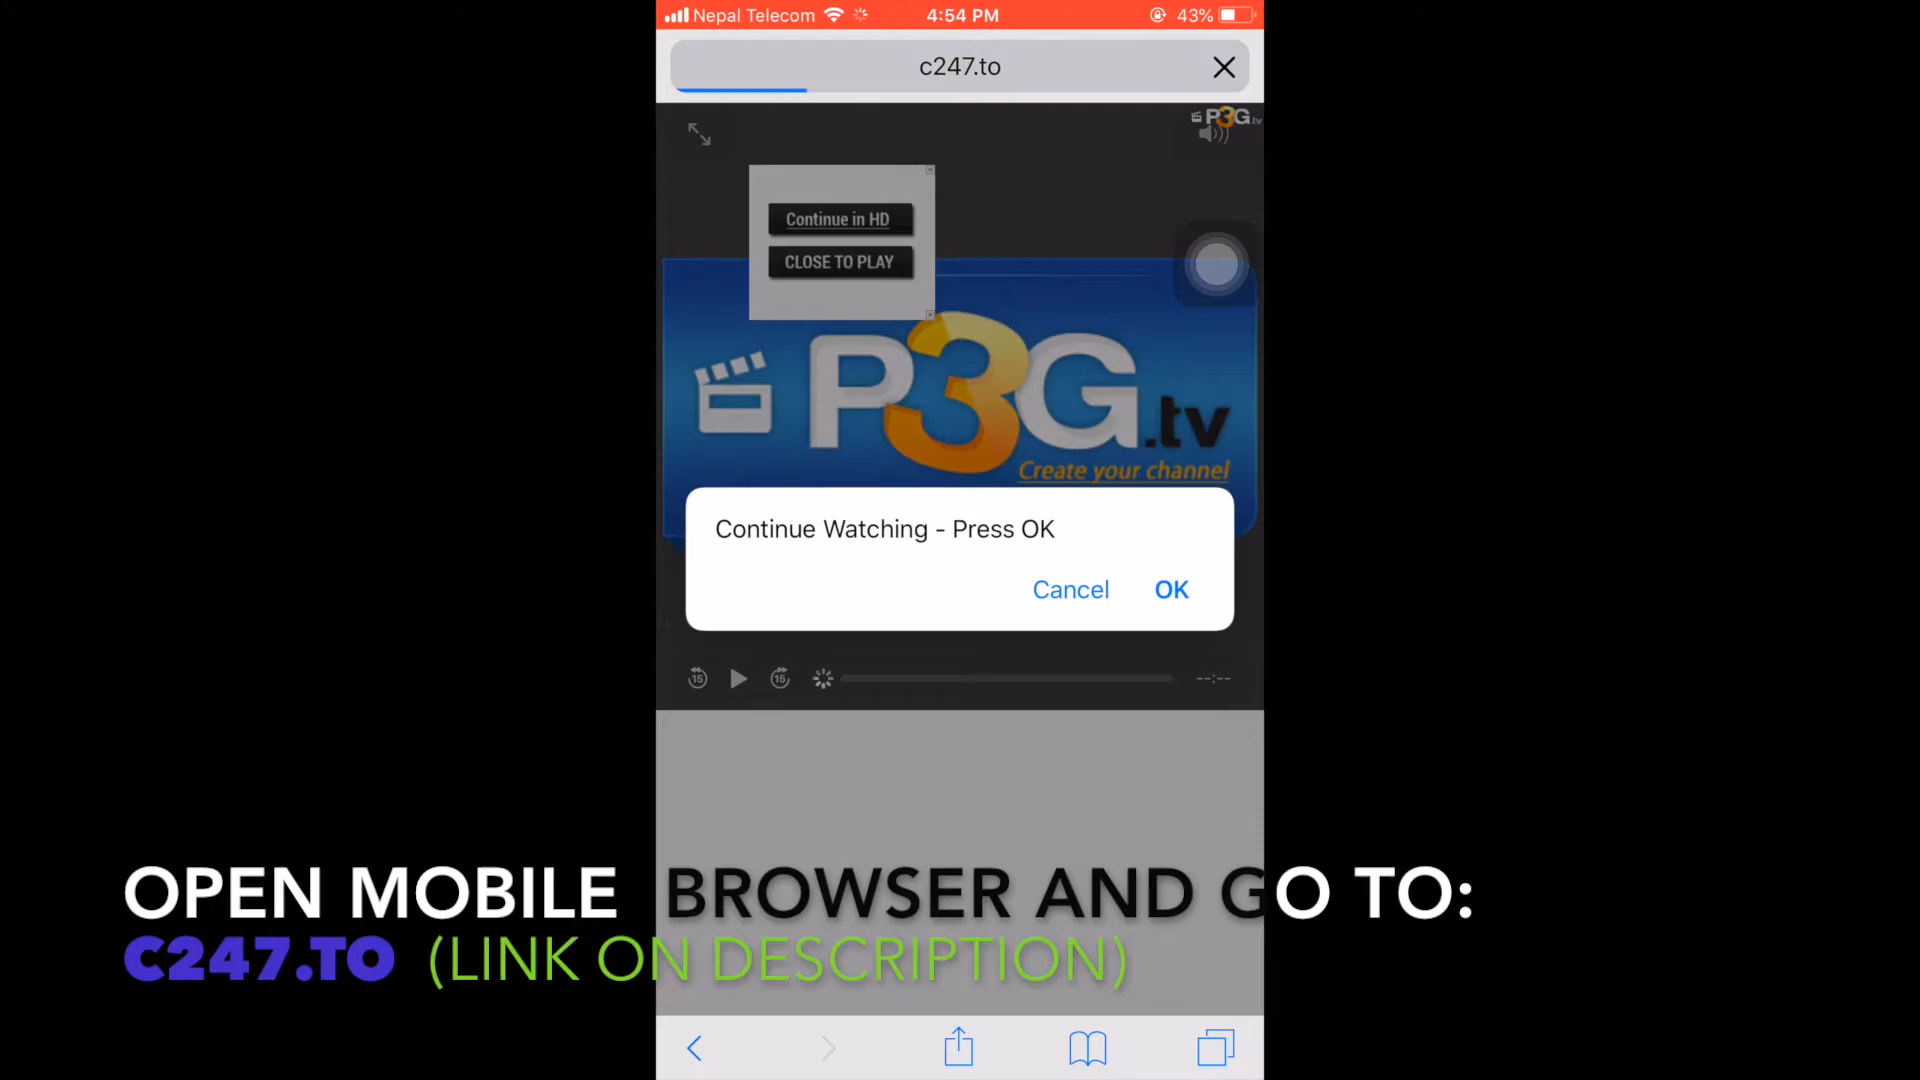 Nepal Telecom
4:54 PM
43%
c247.to
P3G.tv
Continue in HD
CLOSE TO PLAY
P3G.tv
Create your channel
Continue Watching - Press OK
Cancel
OK
15
15
--:--
OPEN MOBILE BROWSER AND GO TO:
C247.TO (LINK ON DESCRIPTION)